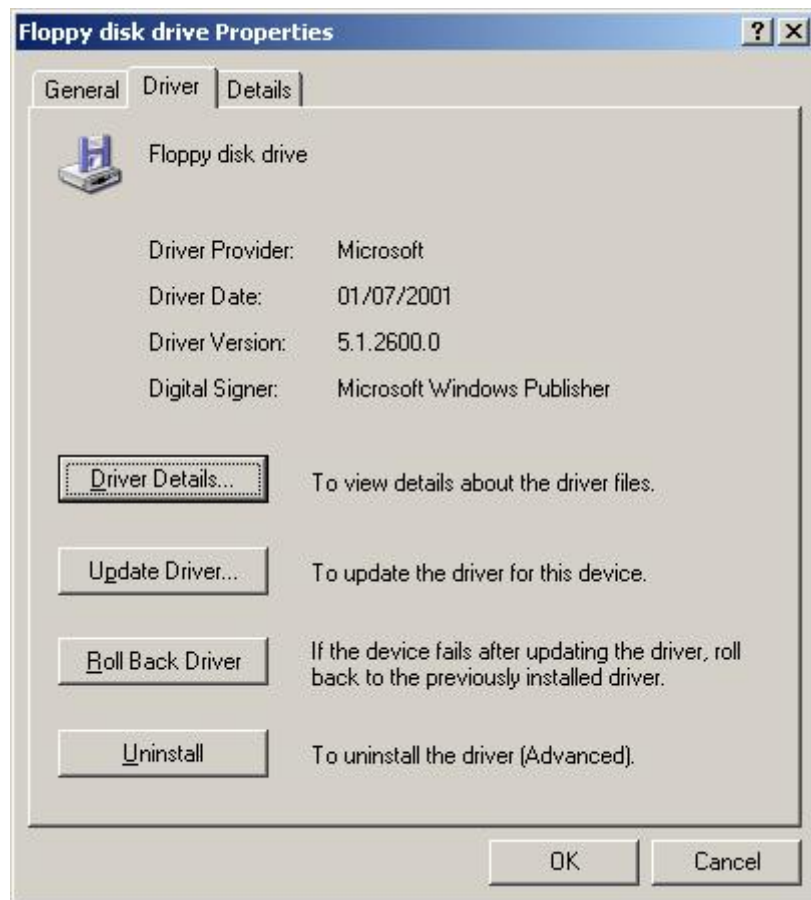 Floppy disk drive Properties
General Driver Details
Floppy disk drive
Driver Provider: Microsoft
Driver Date: 01/07/2001
Driver Version: 5.1.2600.0
Digital Signer: Microsoft Windows Publisher
Driver Details... To view details about the driver files.
Update Driver... To update the driver for this device.
Roll Back Driver If the device fails after updating the driver, roll
back to the previously installed driver.
Uninstall To uninstall the driver (Advanced).
OK Cancel